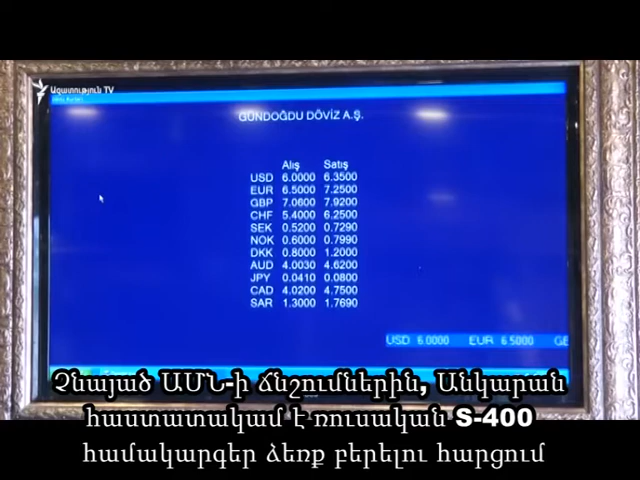 Ազատություն TV
GÜNDOĞDU DÖVİZ A.Ş.
Alış Satış
USD 6.0000 6.3500
EUR 6.5000 7.2500
GBP 7.0600 7.9200
CHF 5.4000 6.2500
SEK 0.5200 0.7290
NOK 0.6000 0.7990
DKK 0.8000 1.2000
AUD 4.0030 4.6200
JPY 0.0410 0.0800
CAD 4.0200 4.7500
SAR 1.3000 1.7690
USD 6.0000 EUR 6.5000 GB
Չնայած ԱՄՆ-ի ճնշումներին, Անկարան
հաստատակամ է ռուսական S-400
համակարգեր ձեռք բերելու հարցում